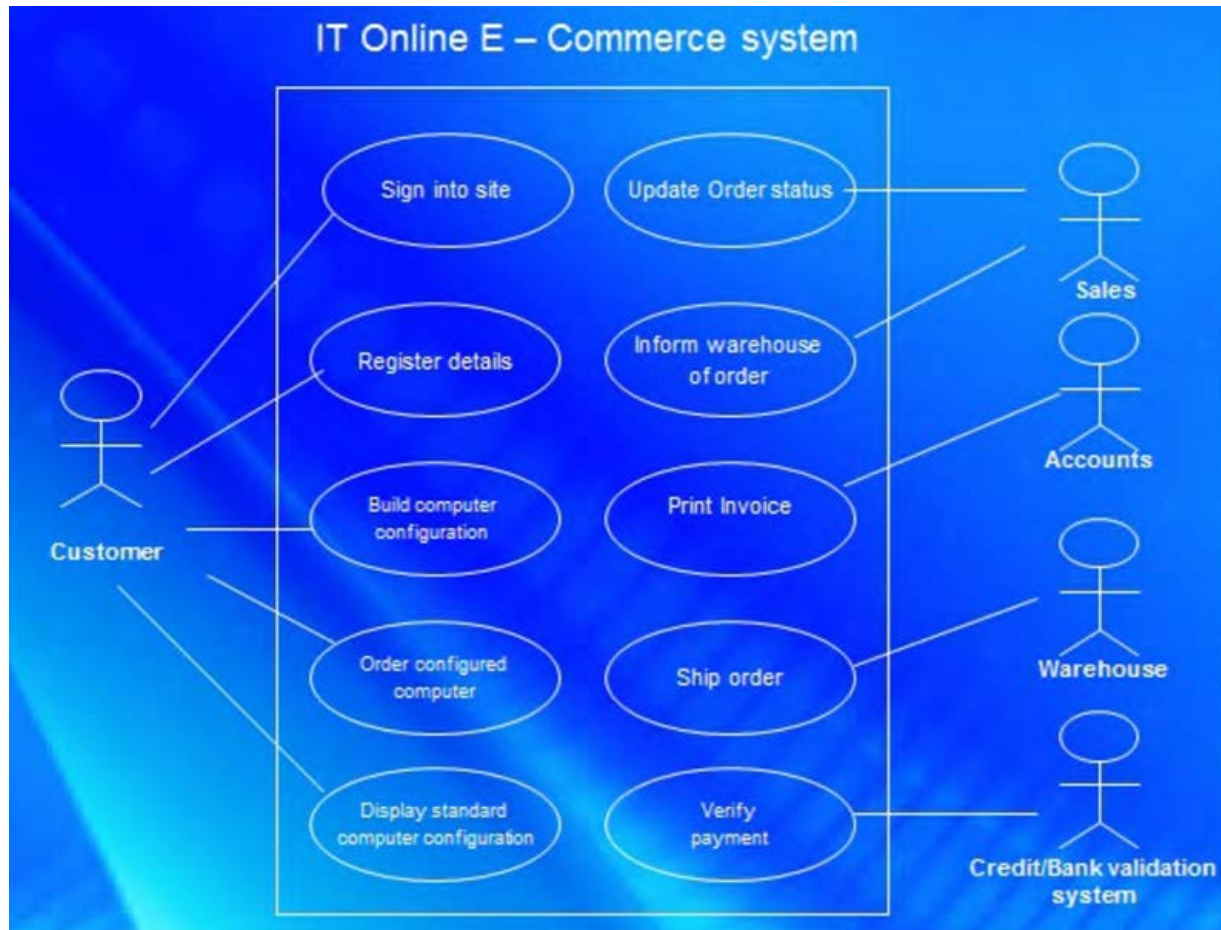 IT Online E – Commerce system
Sign into site
Update Order status
Sales
Register details
Inform warehouse
of order
Accounts
Customer
Build computer
configuration
Print Invoice
Order configured
computer
Ship order
Warehouse
Display standard
computer configuration
Verify
payment
Credit/Bank validation
system